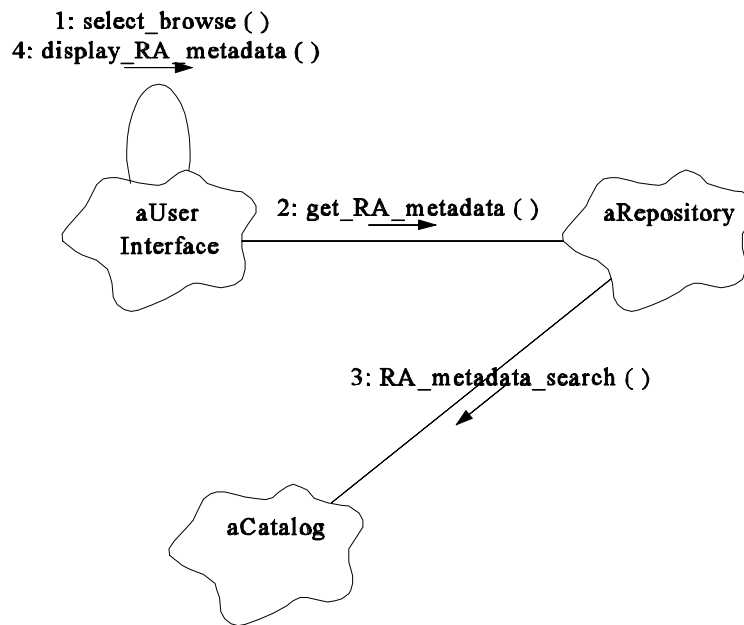 1: select_browse ( )
4: display_RA_metadata ( )
aUser
Interface
2: get_RA_metadata ( )
aRepository
3: RA_metadata_search ( )
aCatalog